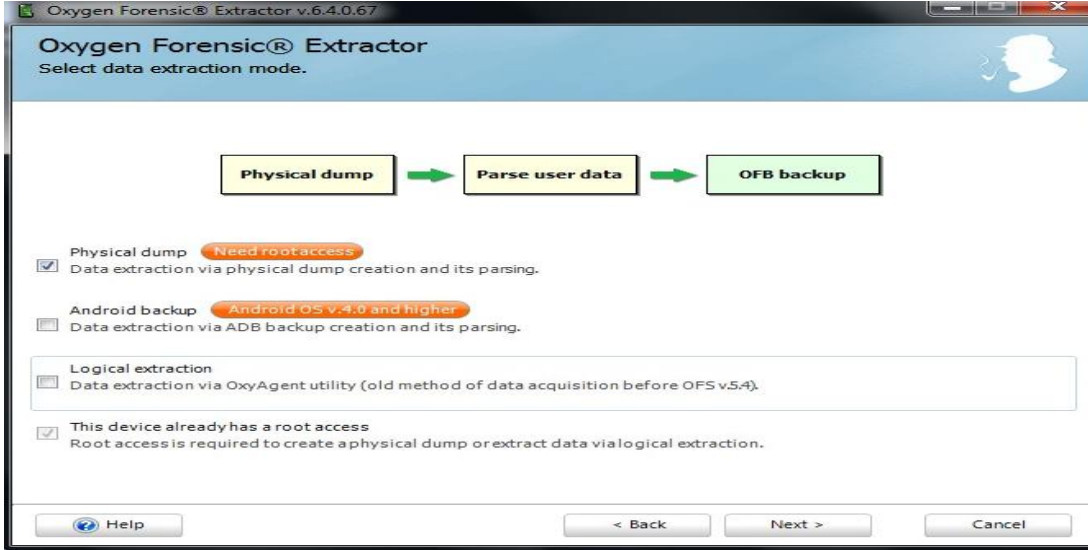 Oxygen Forensic® Extractor v.6.4.0.67
Oxygen Forensic® Extractor
Select data extraction mode.
Physical dump
Parse user data
OFB backup
Physical dump Need root access
Data extraction via physical dump creation and its parsing.
Android backup Android OS v.4.0 and higher
Data extraction via ADB backup creation and its parsing.
Logical extraction
Data extraction via OxyAgent utility (old method of data acquisition before OFS v.5.4).
This device already has a root access
Root access is required to create a physical dump or extract data via logical extraction.
Help
< Back
Next >
Cancel